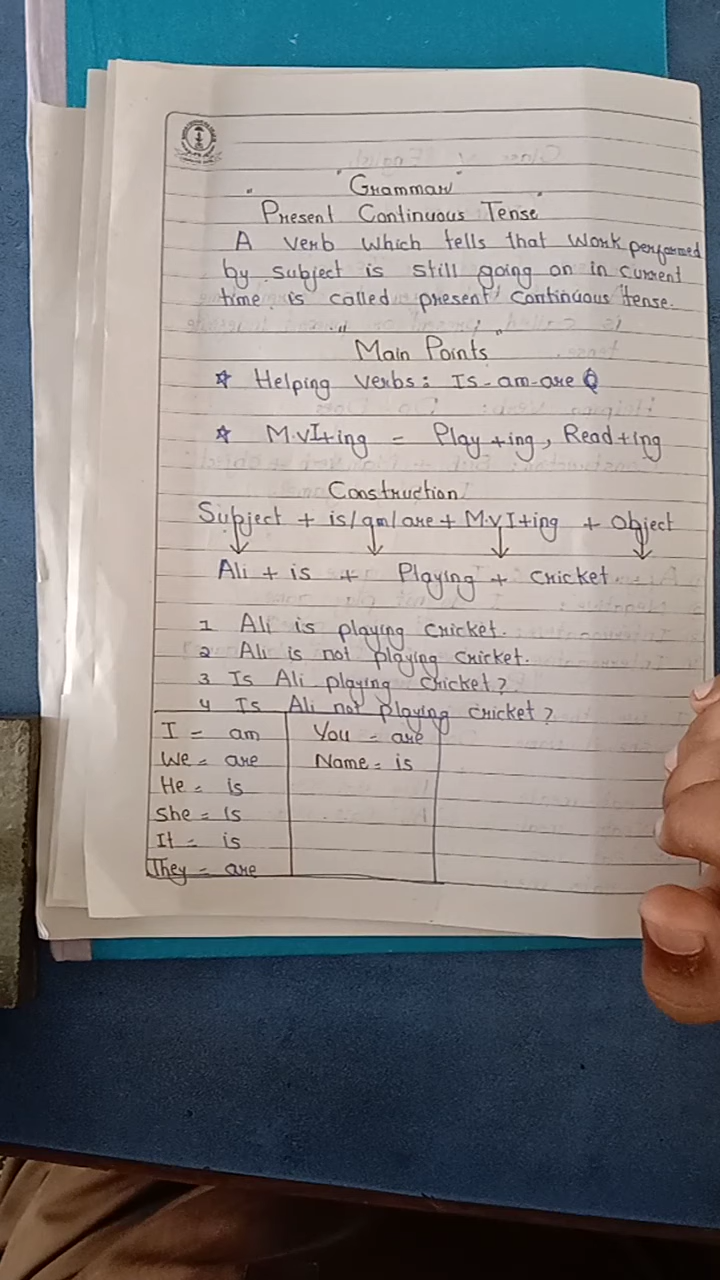 "Grammar"
"Present Continuous Tense"
A verb which tells that work performed
by subject is still going on in current
time is called present continuous tense.
"Main Points"
☆ Helping verbs: Is-am-are
☆ M.vI+ing = Play +ing, Read+ing
Construction
Subject + is/am/are + M.vI+ing + object
↓ ↓ ↓ ↓
Ali + is + Playing + cricket
1 Ali is playing cricket.
2 Ali is not playing cricket.
3 Is Ali playing cricket?
4 Is Ali not playing cricket?
I = am You = are
We = are Name = is
He = is
She = is
It = is
They = are